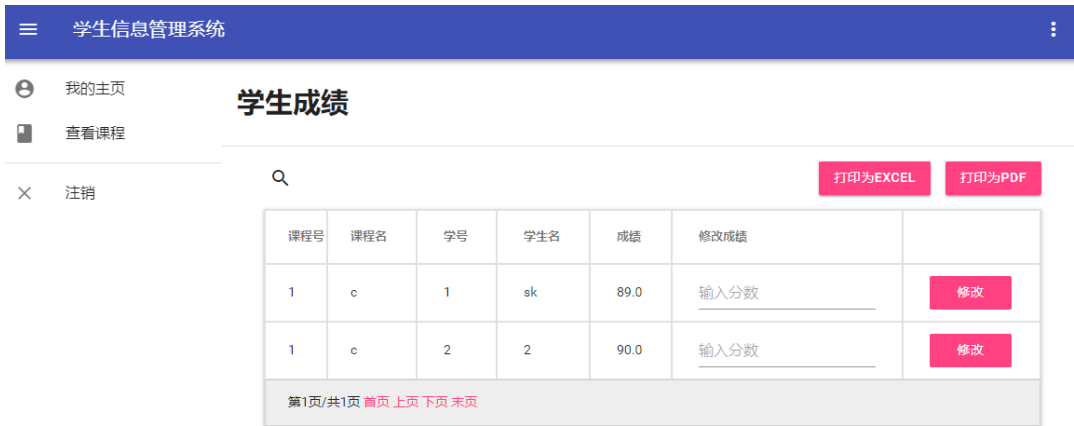 学生信息管理系统
我的主页
查看课程
注销
学生成绩
打印为EXCEL 打印为PDF
课程号 课程名 学号 学生名 成绩 修改成绩
1 c 1 sk 89.0 输入分数 修改
1 c 2 2 90.0 输入分数 修改
第1页/共1页 首页 上页 下页 末页